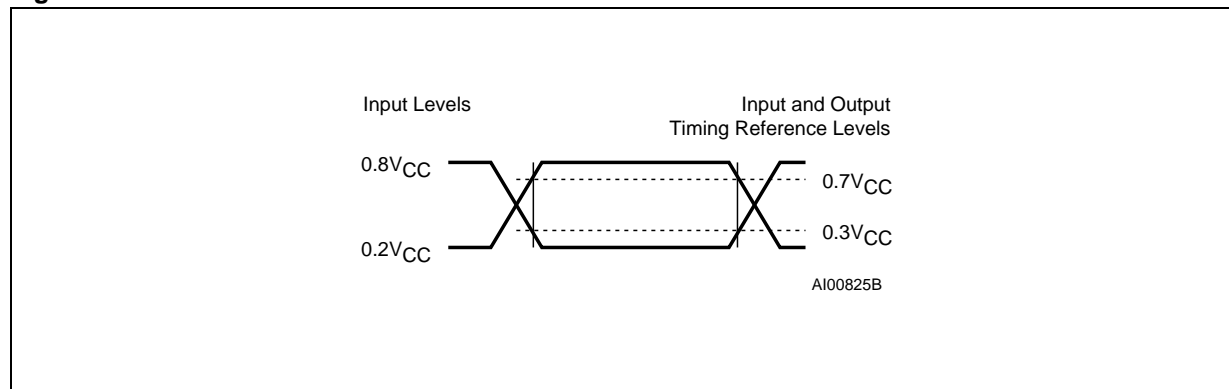 Input Levels
Input and Output
Timing Reference Levels
0.8VCC
0.7VCC
0.3VCC
0.2VCC
AI00825B